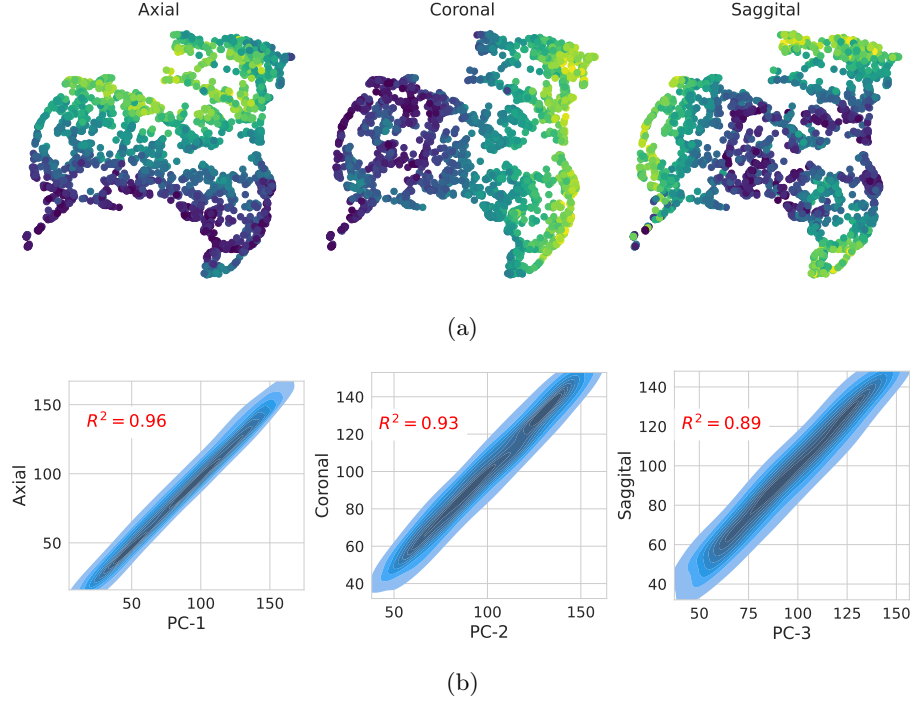 Axial Coronal Saggital
(a)
Axial
150
100
50
R² = 0.96
50 100 150
PC-1
Coronal
140
120
100
80
60
40
R² = 0.93
50 100 150
PC-2
Saggital
140
120
100
80
60
40
R² = 0.89
50 75 100 125 150
PC-3
(b)